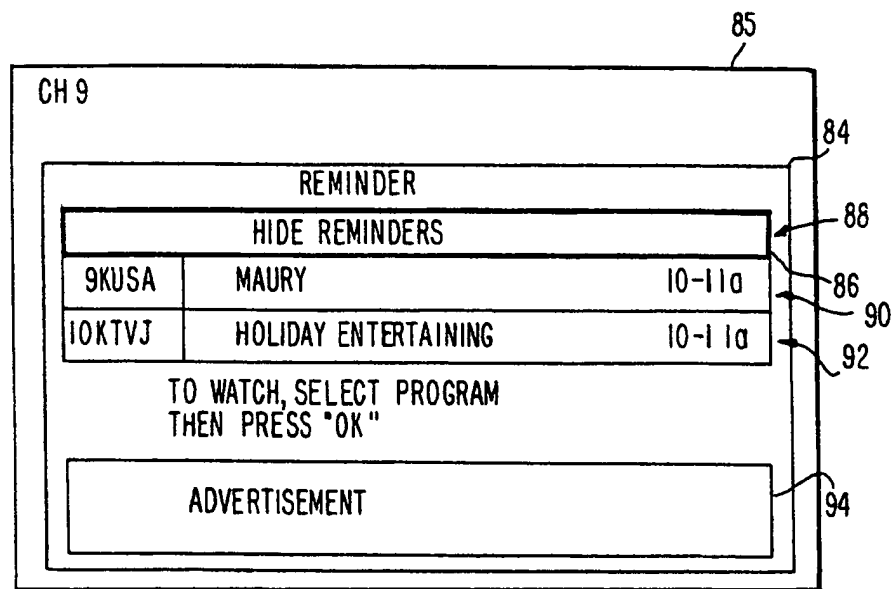 85
CH 9
84
REMINDER
HIDE REMINDERS
88
86
9KUSA MAURY 10-11a
90
10KTVJ HOLIDAY ENTERTAINING 10-11a
92
TO WATCH, SELECT PROGRAM
THEN PRESS "OK"
ADVERTISEMENT
94